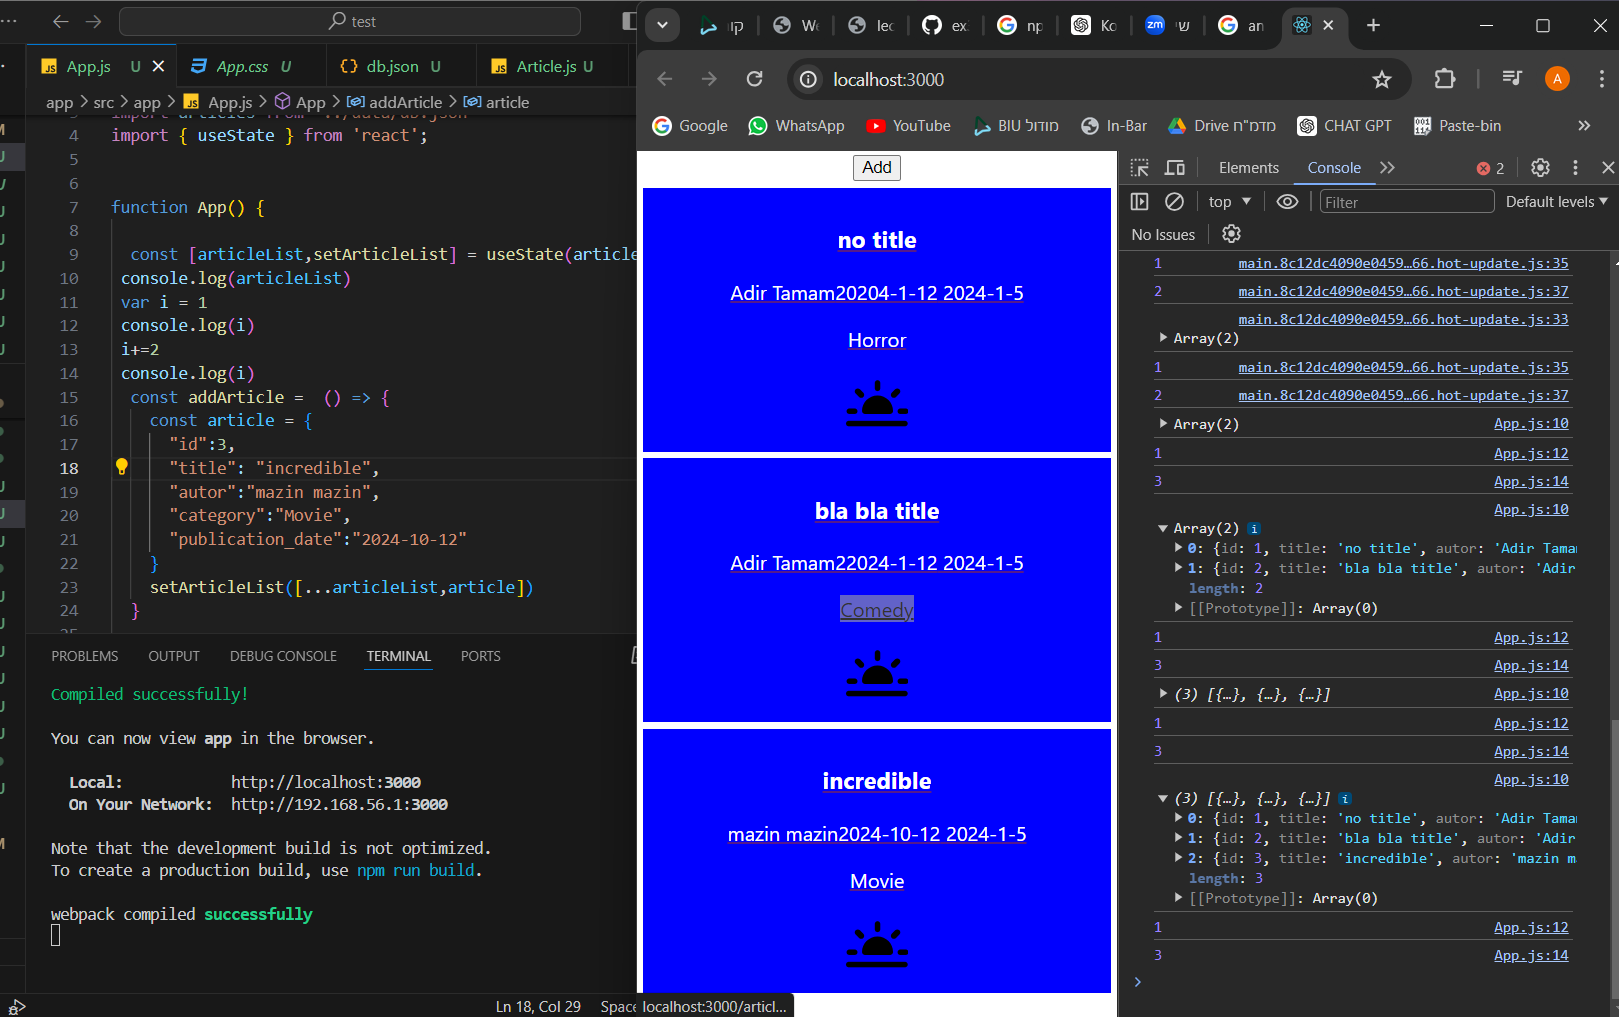 test
App.js U
App.css U
db.json U
Article.js U
app > src > app > App.js > App > addArticle > article
4 import { useState } from 'react';
5
6
7 function App() {
8
9 const [articleList,setArticleList] = useState(article
10 console.log(articleList)
11 var i = 1
12 console.log(i)
13 i+=2
14 console.log(i)
15 const addArticle = () => {
16 const article = {
17 "id":3,
18 "title": "incredible",
19 "autor":"mazin mazin",
20 "category":"Movie",
21 "publication_date":"2024-10-12"
22 }
23 setArticleList([...articleList,article])
24 }
PROBLEMS OUTPUT DEBUG CONSOLE TERMINAL PORTS
Compiled successfully!
You can now view app in the browser.
Local: http://localhost:3000
On Your Network: http://192.168.56.1:3000
Note that the development build is not optimized.
To create a production build, use npm run build.
webpack compiled successfully
Ln 18, Col 29 Space
קור We lec ex np Ko zm שי an
localhost:3000
A
Google WhatsApp YouTube BIU מודול In-Bar Drive מדמ"ח CHAT GPT Paste-bin
Add
no title
Adir Tamam20204-1-12 2024-1-5
Horror
bla bla title
Adir Tamam22024-1-12 2024-1-5
Comedy
incredible
mazin mazin2024-10-12 2024-1-5
Movie
localhost:3000/articl...
Elements Console 2
top Filter Default levels
No Issues
1 main.8c12dc4090e0459…66.hot-update.js:35
2 main.8c12dc4090e0459…66.hot-update.js:37
main.8c12dc4090e0459…66.hot-update.js:33
Array(2)
1 main.8c12dc4090e0459…66.hot-update.js:35
2 main.8c12dc4090e0459…66.hot-update.js:37
Array(2) App.js:10
1 App.js:12
3 App.js:14
App.js:10
Array(2) i
0: {id: 1, title: 'no title', autor: 'Adir Tamam
1: {id: 2, title: 'bla bla title', autor: 'Adir
length: 2
[[Prototype]]: Array(0)
1 App.js:12
3 App.js:14
(3) [{…}, {…}, {…}] App.js:10
1 App.js:12
3 App.js:14
App.js:10
(3) [{…}, {…}, {…}] i
0: {id: 1, title: 'no title', autor: 'Adir Tamam
1: {id: 2, title: 'bla bla title', autor: 'Adir
2: {id: 3, title: 'incredible', autor: 'mazin m
length: 3
[[Prototype]]: Array(0)
1 App.js:12
3 App.js:14